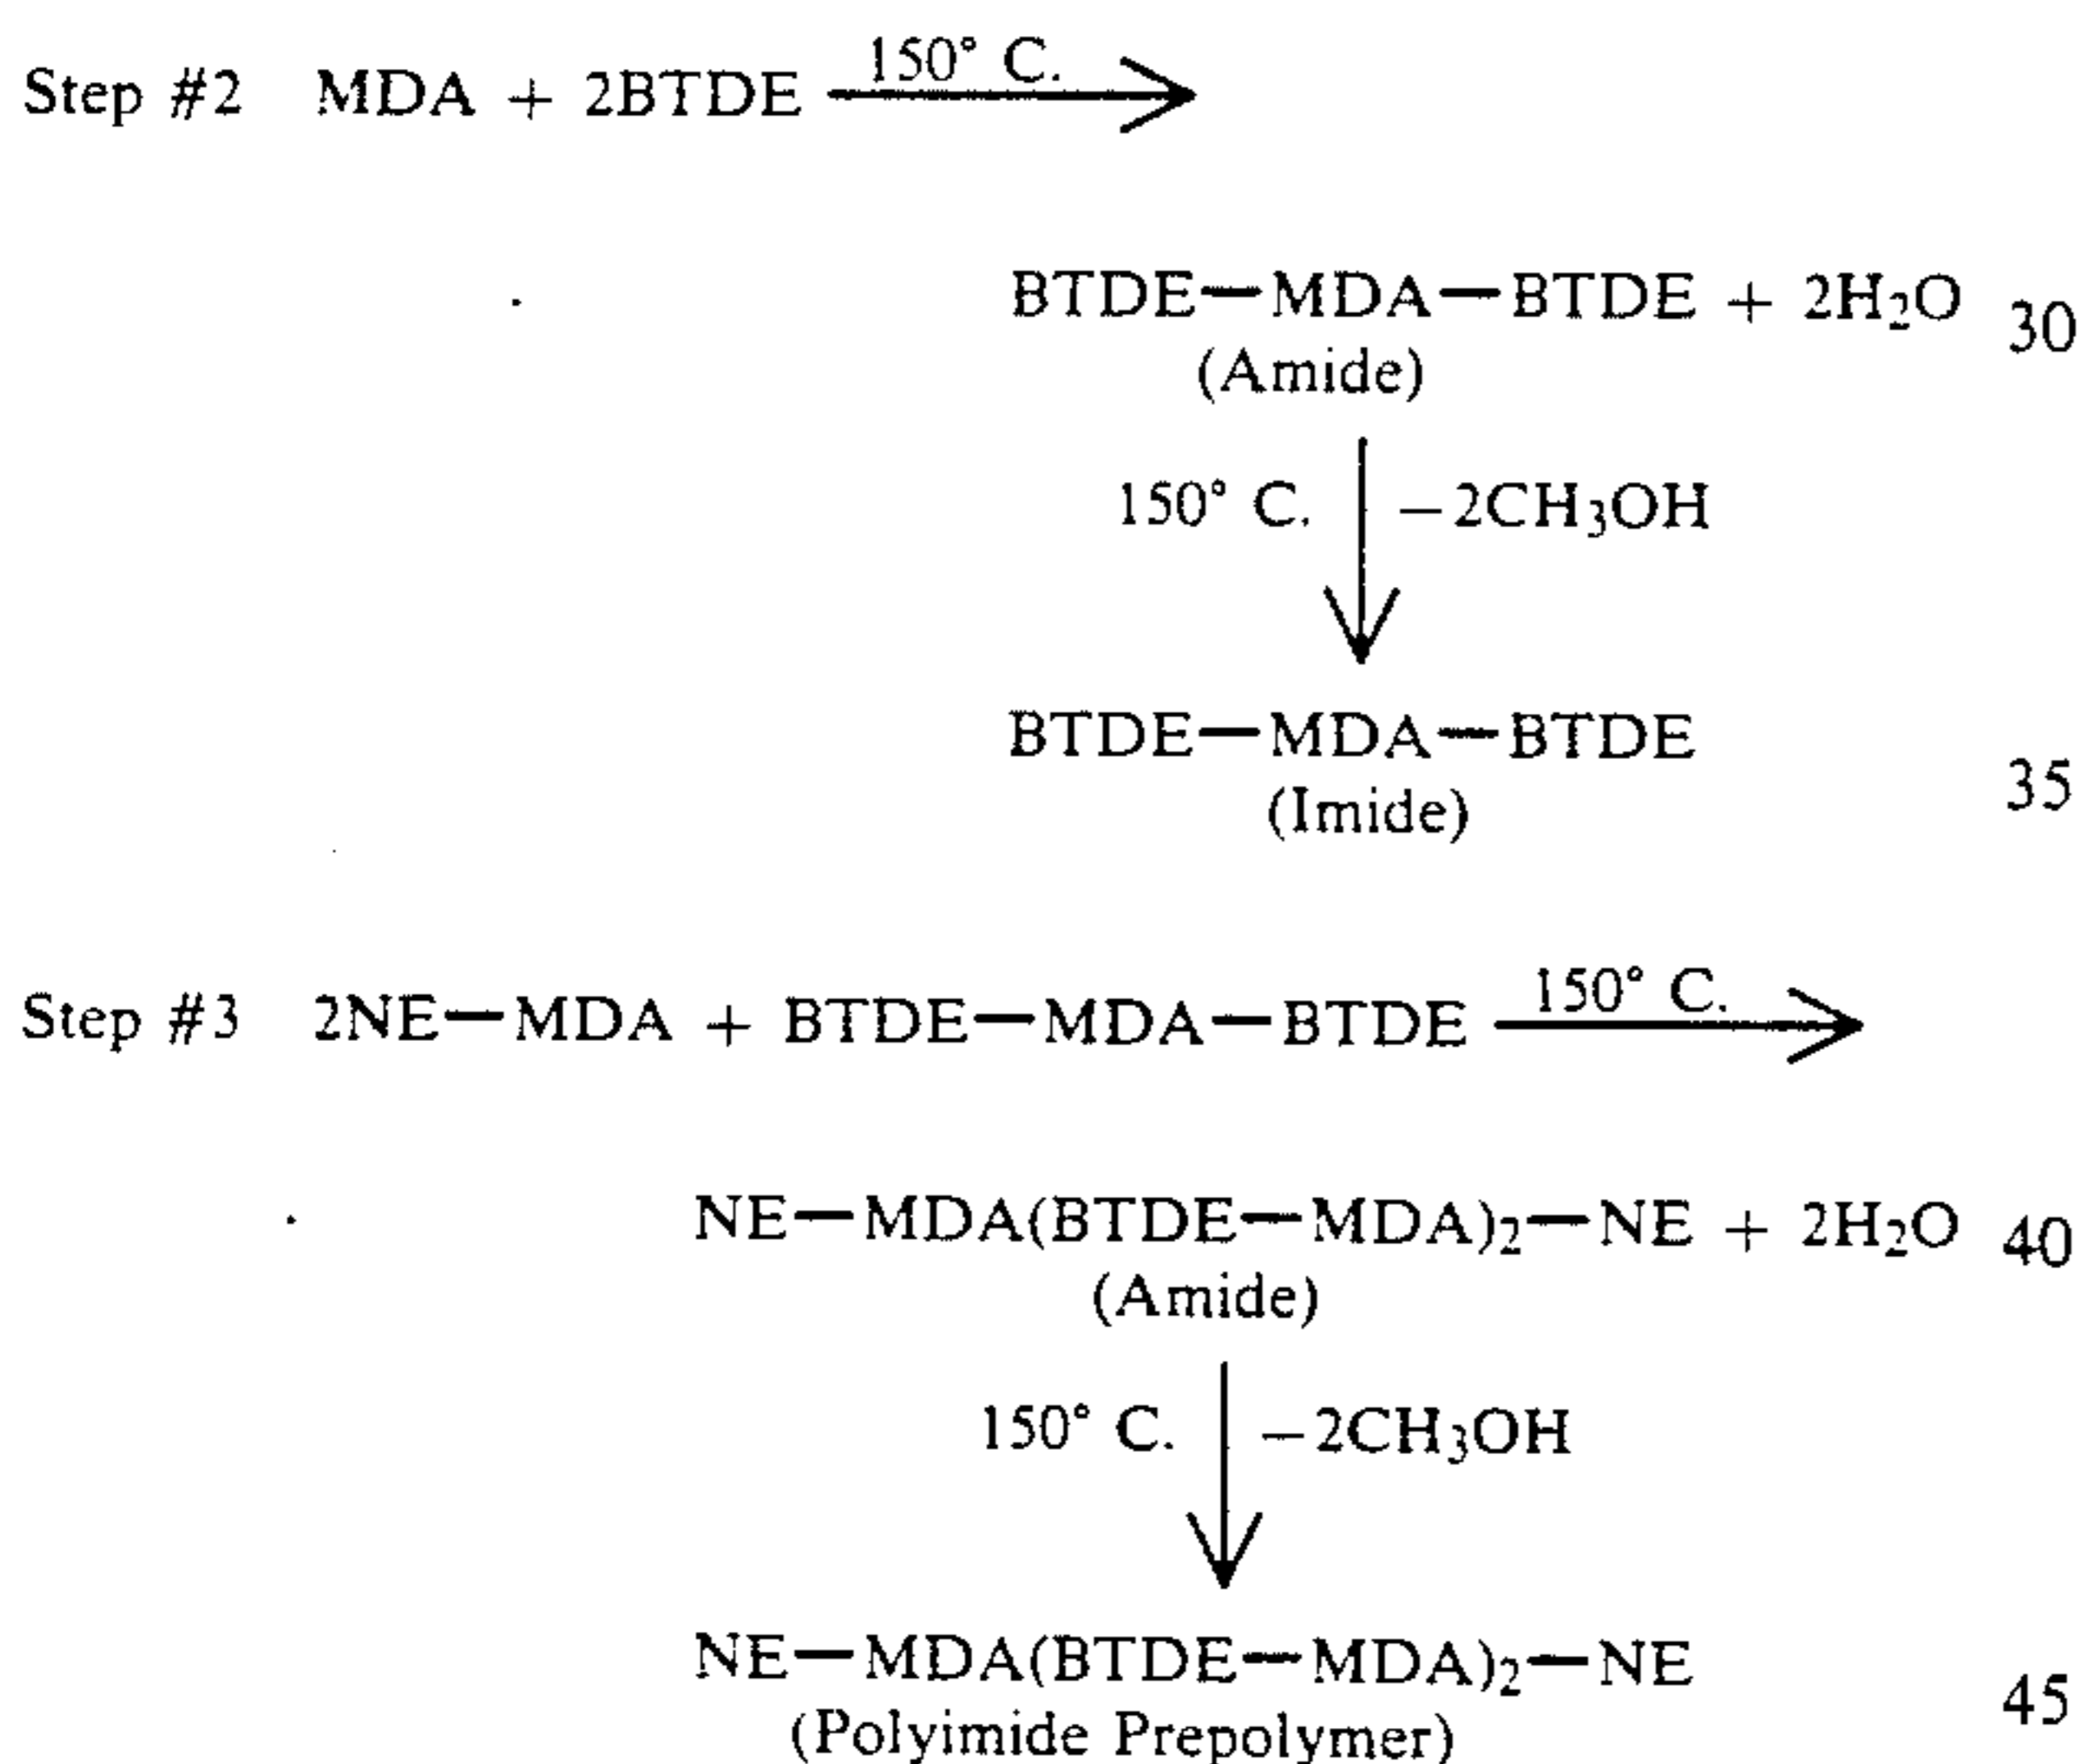 150° C.
Step #2 MDA + 2BTDE
BTDE—MDA—BTDE + 2H₂O 30
(Amide)
150° C. −2CH₃OH
BTDE—MDA—BTDE
(Imide) 35
150° C.
Step #3 2NE—MDA + BTDE—MDA—BTDE
NE—MDA(BTDE—MDA)₂—NE + 2H₂O 40
(Amide)
150° C. −2CH₃OH
NE—MDA(BTDE—MDA)₂—NE
(Polyimide Prepolymer) 45